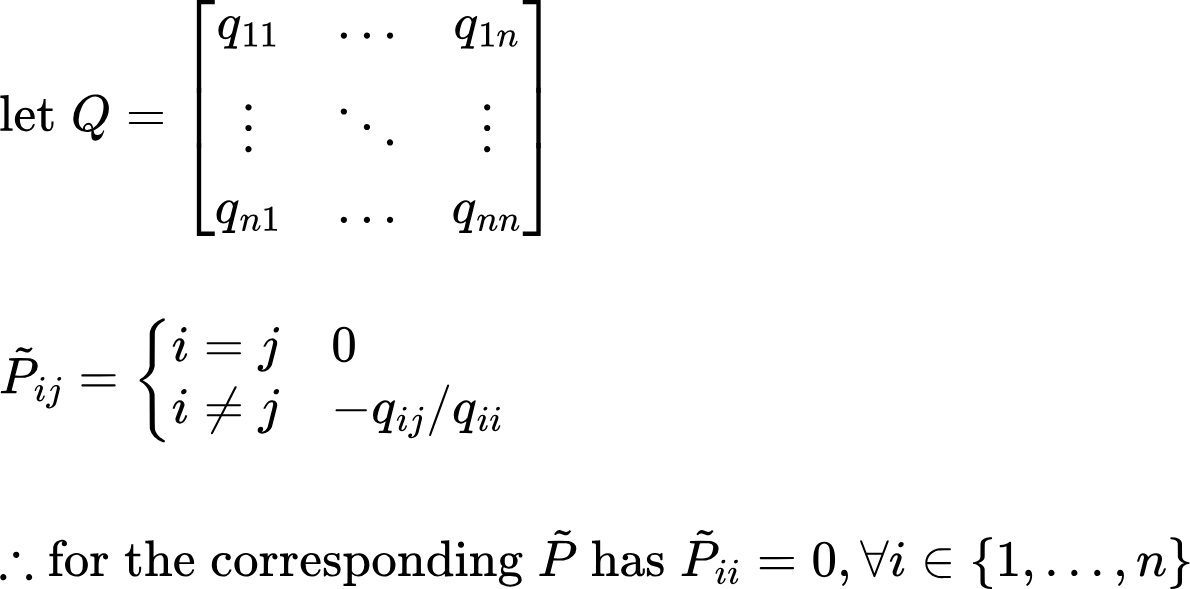 let Q = [q₁₁ … q₁ₙ
⋮ ⋱ ⋮
qₙ₁ … qₙₙ]
P̃ᵢⱼ = { i = j 0
i ≠ j −qᵢⱼ/qᵢᵢ
∴ for the corresponding P̃ has P̃ᵢᵢ = 0, ∀i ∈ {1, …, n}